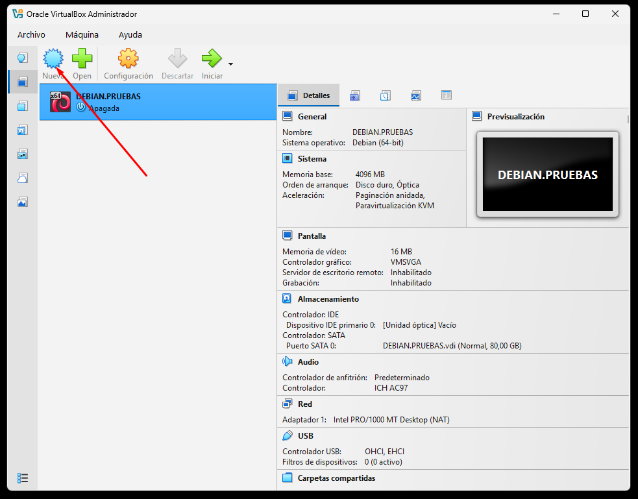 Oracle VirtualBox Administrador
Archivo Máquina Ayuda
Nueva Open Configuración Descartar Iniciar
x64 DEBIAN.PRUEBAS
Apagada
Detalles
General
Nombre: DEBIAN.PRUEBAS
Sistema operativo: Debian (64-bit)
Previsualización
DEBIAN.PRUEBAS
Sistema
Memoria base: 4096 MB
Orden de arranque: Disco duro, Óptica
Aceleración: Paginación anidada,
Paravirtualización KVM
Pantalla
Memoria de vídeo: 16 MB
Controlador gráfico: VMSVGA
Servidor de escritorio remoto: Inhabilitado
Grabación: Inhabilitado
Almacenamiento
Controlador: IDE
Dispositivo IDE primario 0: [Unidad óptica] Vacío
Controlador: SATA
Puerto SATA 0: DEBIAN.PRUEBAS.vdi (Normal, 80,00 GB)
Audio
Controlador de anfitrión: Predeterminado
Controlador: ICH AC97
Red
Adaptador 1: Intel PRO/1000 MT Desktop (NAT)
USB
Controlador USB: OHCI, EHCI
Filtros de dispositivos: 0 (0 activo)
Carpetas compartidas